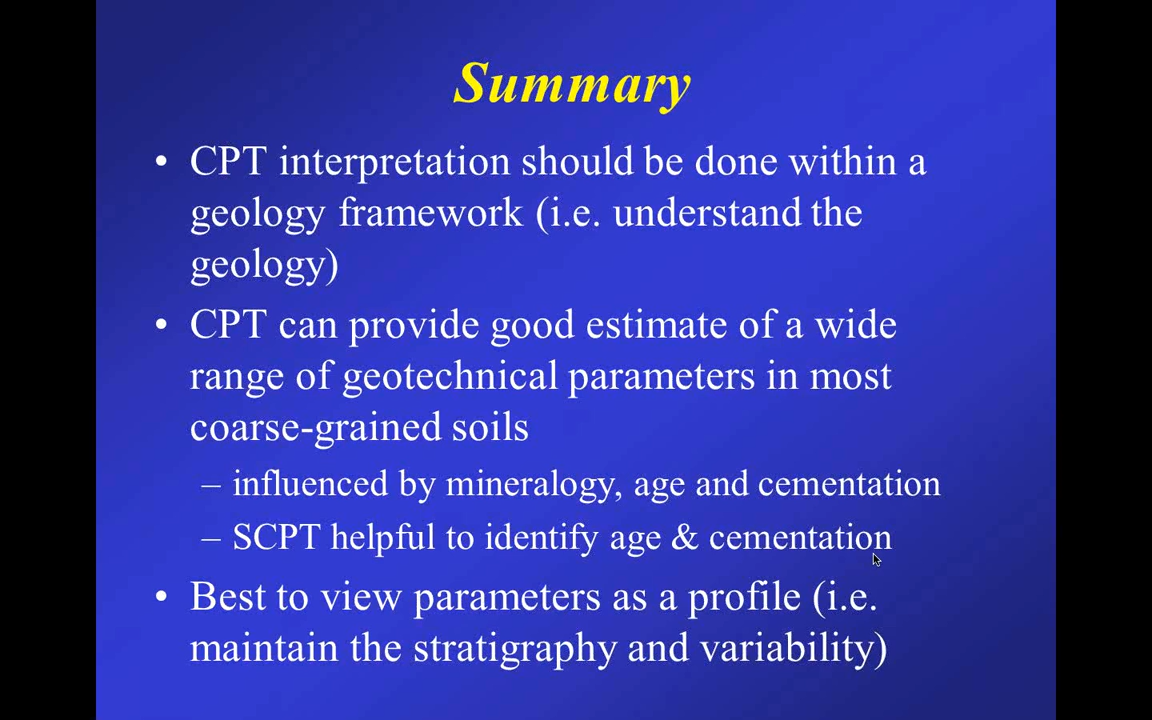 Summary
• CPT interpretation should be done within a
geology framework (i.e. understand the
geology)
• CPT can provide good estimate of a wide
range of geotechnical parameters in most
coarse-grained soils
– influenced by mineralogy, age and cementation
– SCPT helpful to identify age & cementation
• Best to view parameters as a profile (i.e.
maintain the stratigraphy and variability)